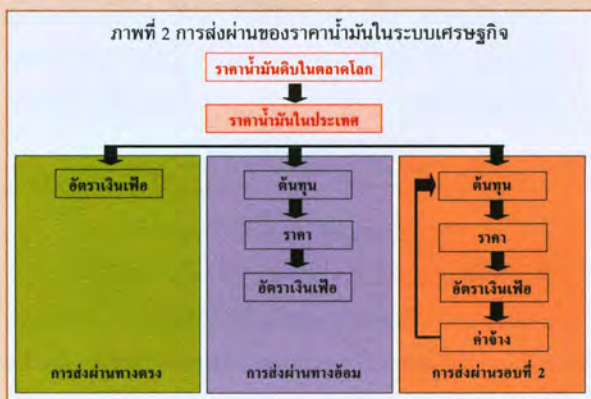 ภาพที่ 2 การส่งผ่านของราคาน้ำมันในระบบเศรษฐกิจ
ราคาน้ำมันดิบในตลาดโลก
ราคาน้ำมันในประเทศ
อัตราเงินเฟ้อ
การส่งผ่านทางตรง
ต้นทุน
ราคา
อัตราเงินเฟ้อ
การส่งผ่านทางอ้อม
ต้นทุน
ราคา
อัตราเงินเฟ้อ
ค่าจ้าง
การส่งผ่านรอบที่ 2